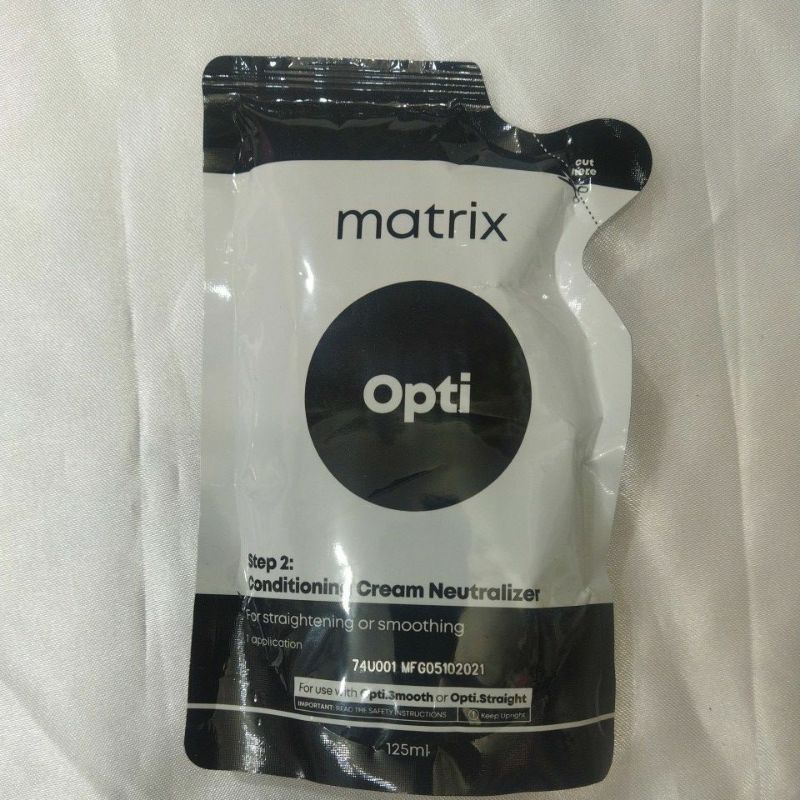 cut
here
matrix
Opti
Step 2:
Conditioning Cream Neutralizer
For straightening or smoothing
1 application
74U001 MFG05102021
For use with Opti.Smooth or Opti.Straight
IMPORTANT: READ THE SAFETY INSTRUCTIONS
Keep Upright
125ml